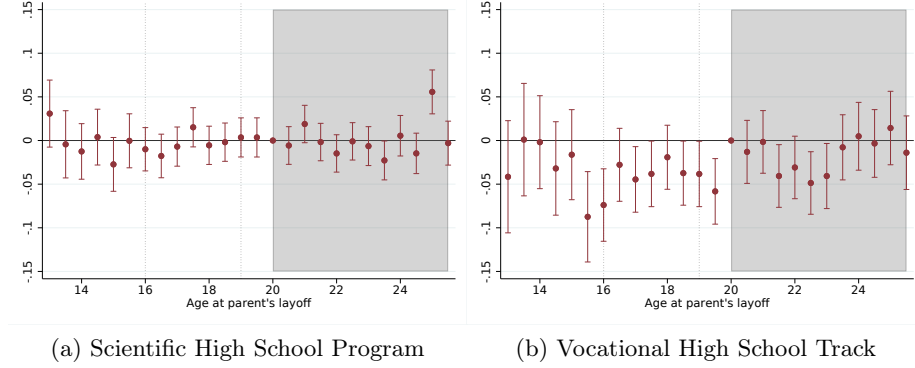 .15
.1
.05
0
-.05
-.1
-.15
14 16 18 20 22 24
Age at parent's layoff
(a) Scientific High School Program
.15
.1
.05
0
-.05
-.1
-.15
14 16 18 20 22 24
Age at parent's layoff
(b) Vocational High School Track